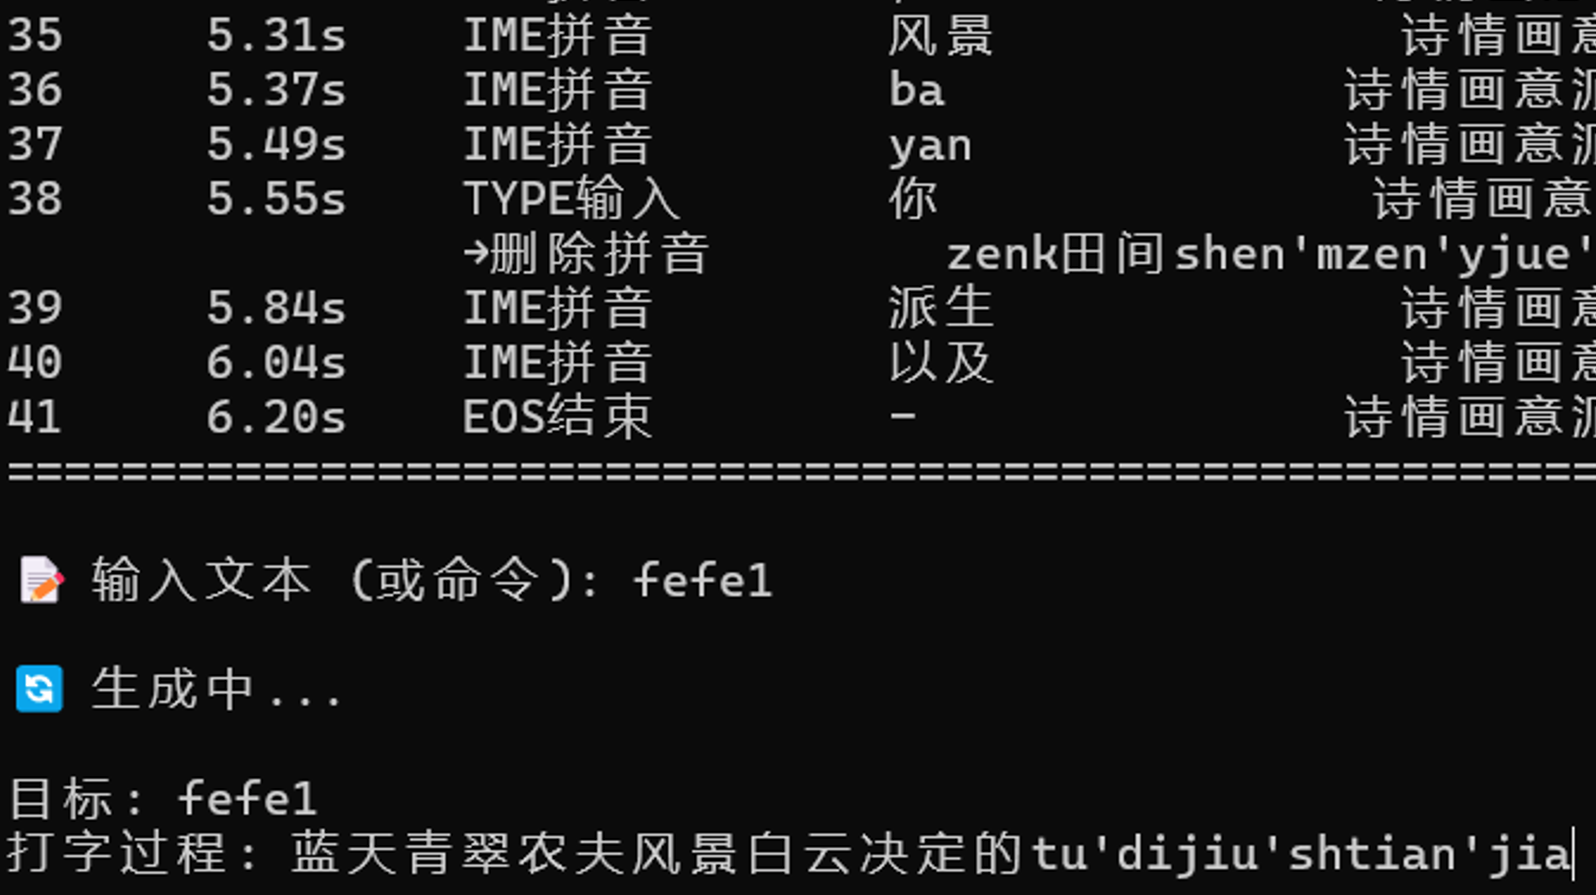 35 5.31s IME拼音 风景 诗情画意
36 5.37s IME拼音 ba 诗情画意派
37 5.49s IME拼音 yan 诗情画意派
38 5.55s TYPE输入 你 诗情画意
→删除拼音 zenk田间shen'mzen'yjue'
39 5.84s IME拼音 派生 诗情画意
40 6.04s IME拼音 以及 诗情画意
41 6.20s EOS结束 - 诗情画意派
================================================================
📝 输入文本 (或命令): fefe1
🔄 生成中...
目标: fefe1
打字过程: 蓝天青翠农夫风景白云决定的tu'dijiu'shtian'jia